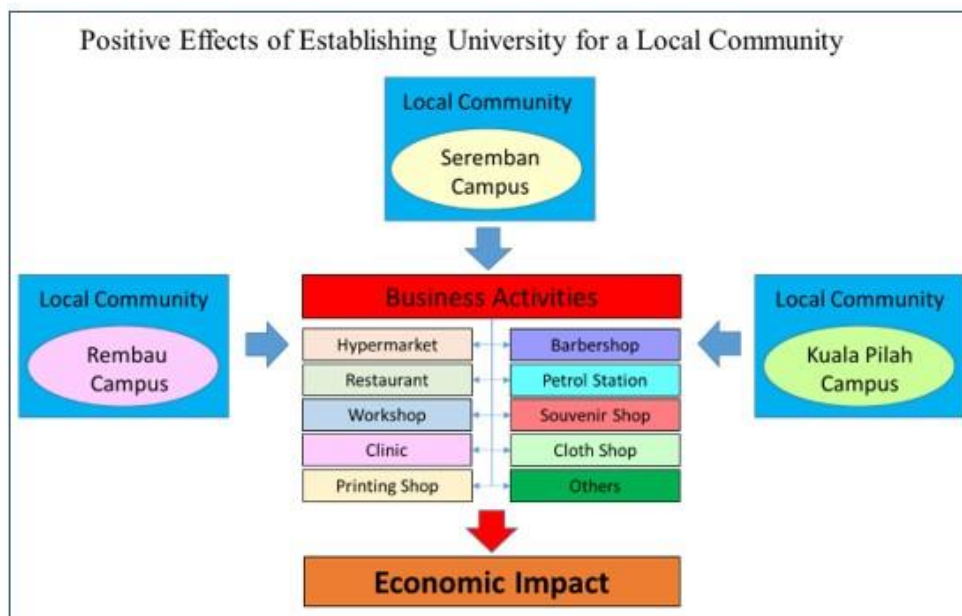 Positive Effects of Establishing University for a Local Community
Local Community
Seremban
Campus
Local Community
Rembau
Campus
Business Activities
Hypermarket
Barbershop
Restaurant
Petrol Station
Workshop
Souvenir Shop
Clinic
Cloth Shop
Printing Shop
Others
Local Community
Kuala Pilah
Campus
Economic Impact